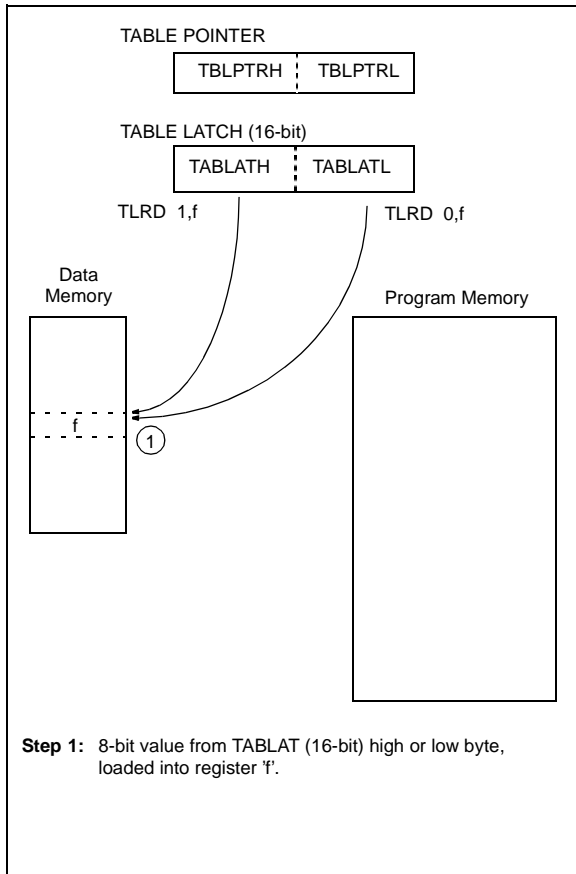 TABLE POINTER
TBLPTRH TBLPTRL
TABLE LATCH (16-bit)
TABLATH TABLATL
TLRD 1,f TLRD 0,f
Data
Memory
Program Memory
f
1
Step 1: 8-bit value from TABLAT (16-bit) high or low byte,
loaded into register 'f'.